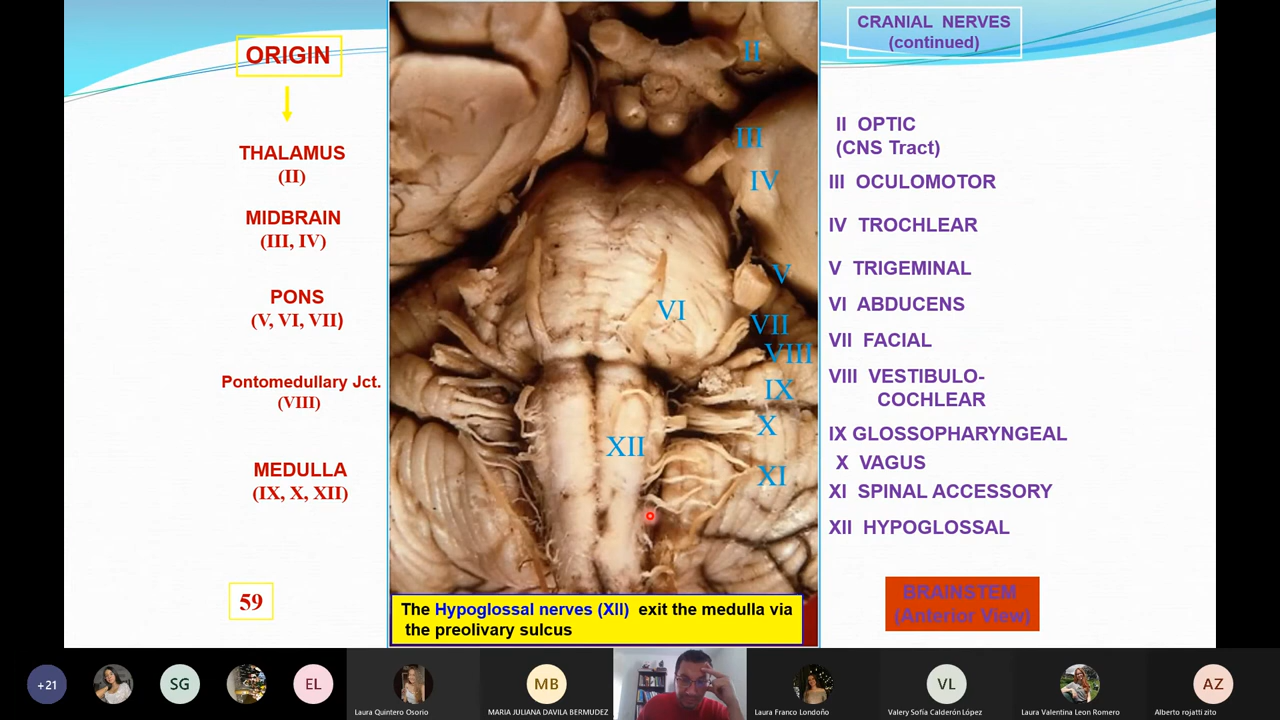 ORIGIN
THALAMUS
(II)
MIDBRAIN
(III, IV)
PONS
(V, VI, VII)
Pontomedullary Jct.
(VIII)
MEDULLA
(IX, X, XII)
59
II
III
IV
V
VI
VII
VIII
IX
X
XII
XI
The Hypoglossal nerves (XII) exit the medulla via
the preolivary sulcus
CRANIAL NERVES
(continued)
II OPTIC
(CNS Tract)
III OCULOMOTOR
IV TROCHLEAR
V TRIGEMINAL
VI ABDUCENS
VII FACIAL
VIII VESTIBULO-
COCHLEAR
IX GLOSSOPHARYNGEAL
X VAGUS
XI SPINAL ACCESSORY
XII HYPOGLOSSAL
BRAINSTEM
(Anterior View)
+21
SG
EL
Laura Quintero Osorio
MB
MARIA JULIANA DAVILA BERMUDEZ
Laura Franco Londoño
VL
Valery Sofía Calderón López
Laura Valentina Leon Romero
AZ
Alberto rojatti zito